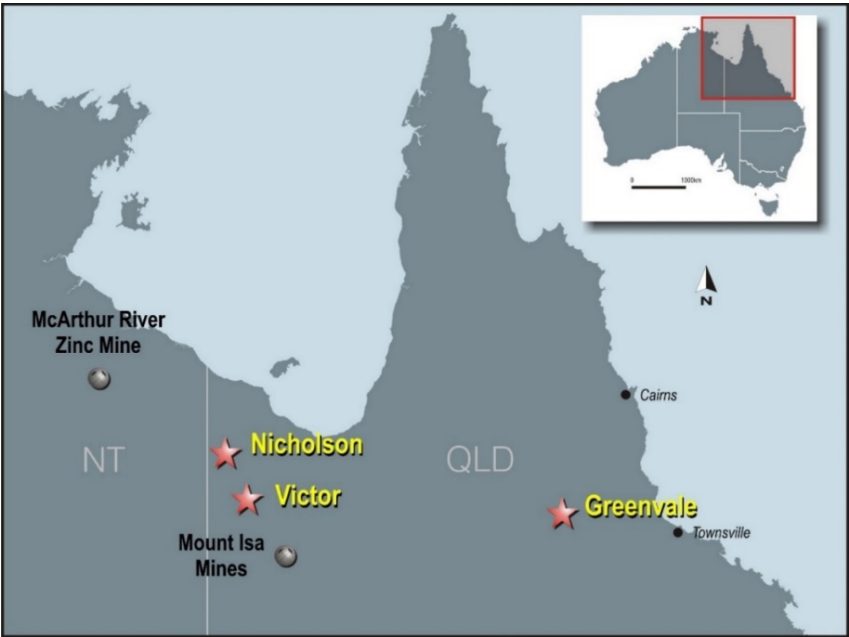 0 1000km
N
McArthur River
Zinc Mine
Cairns
Nicholson
NT
QLD
Victor
Greenvale
Townsville
Mount Isa
Mines